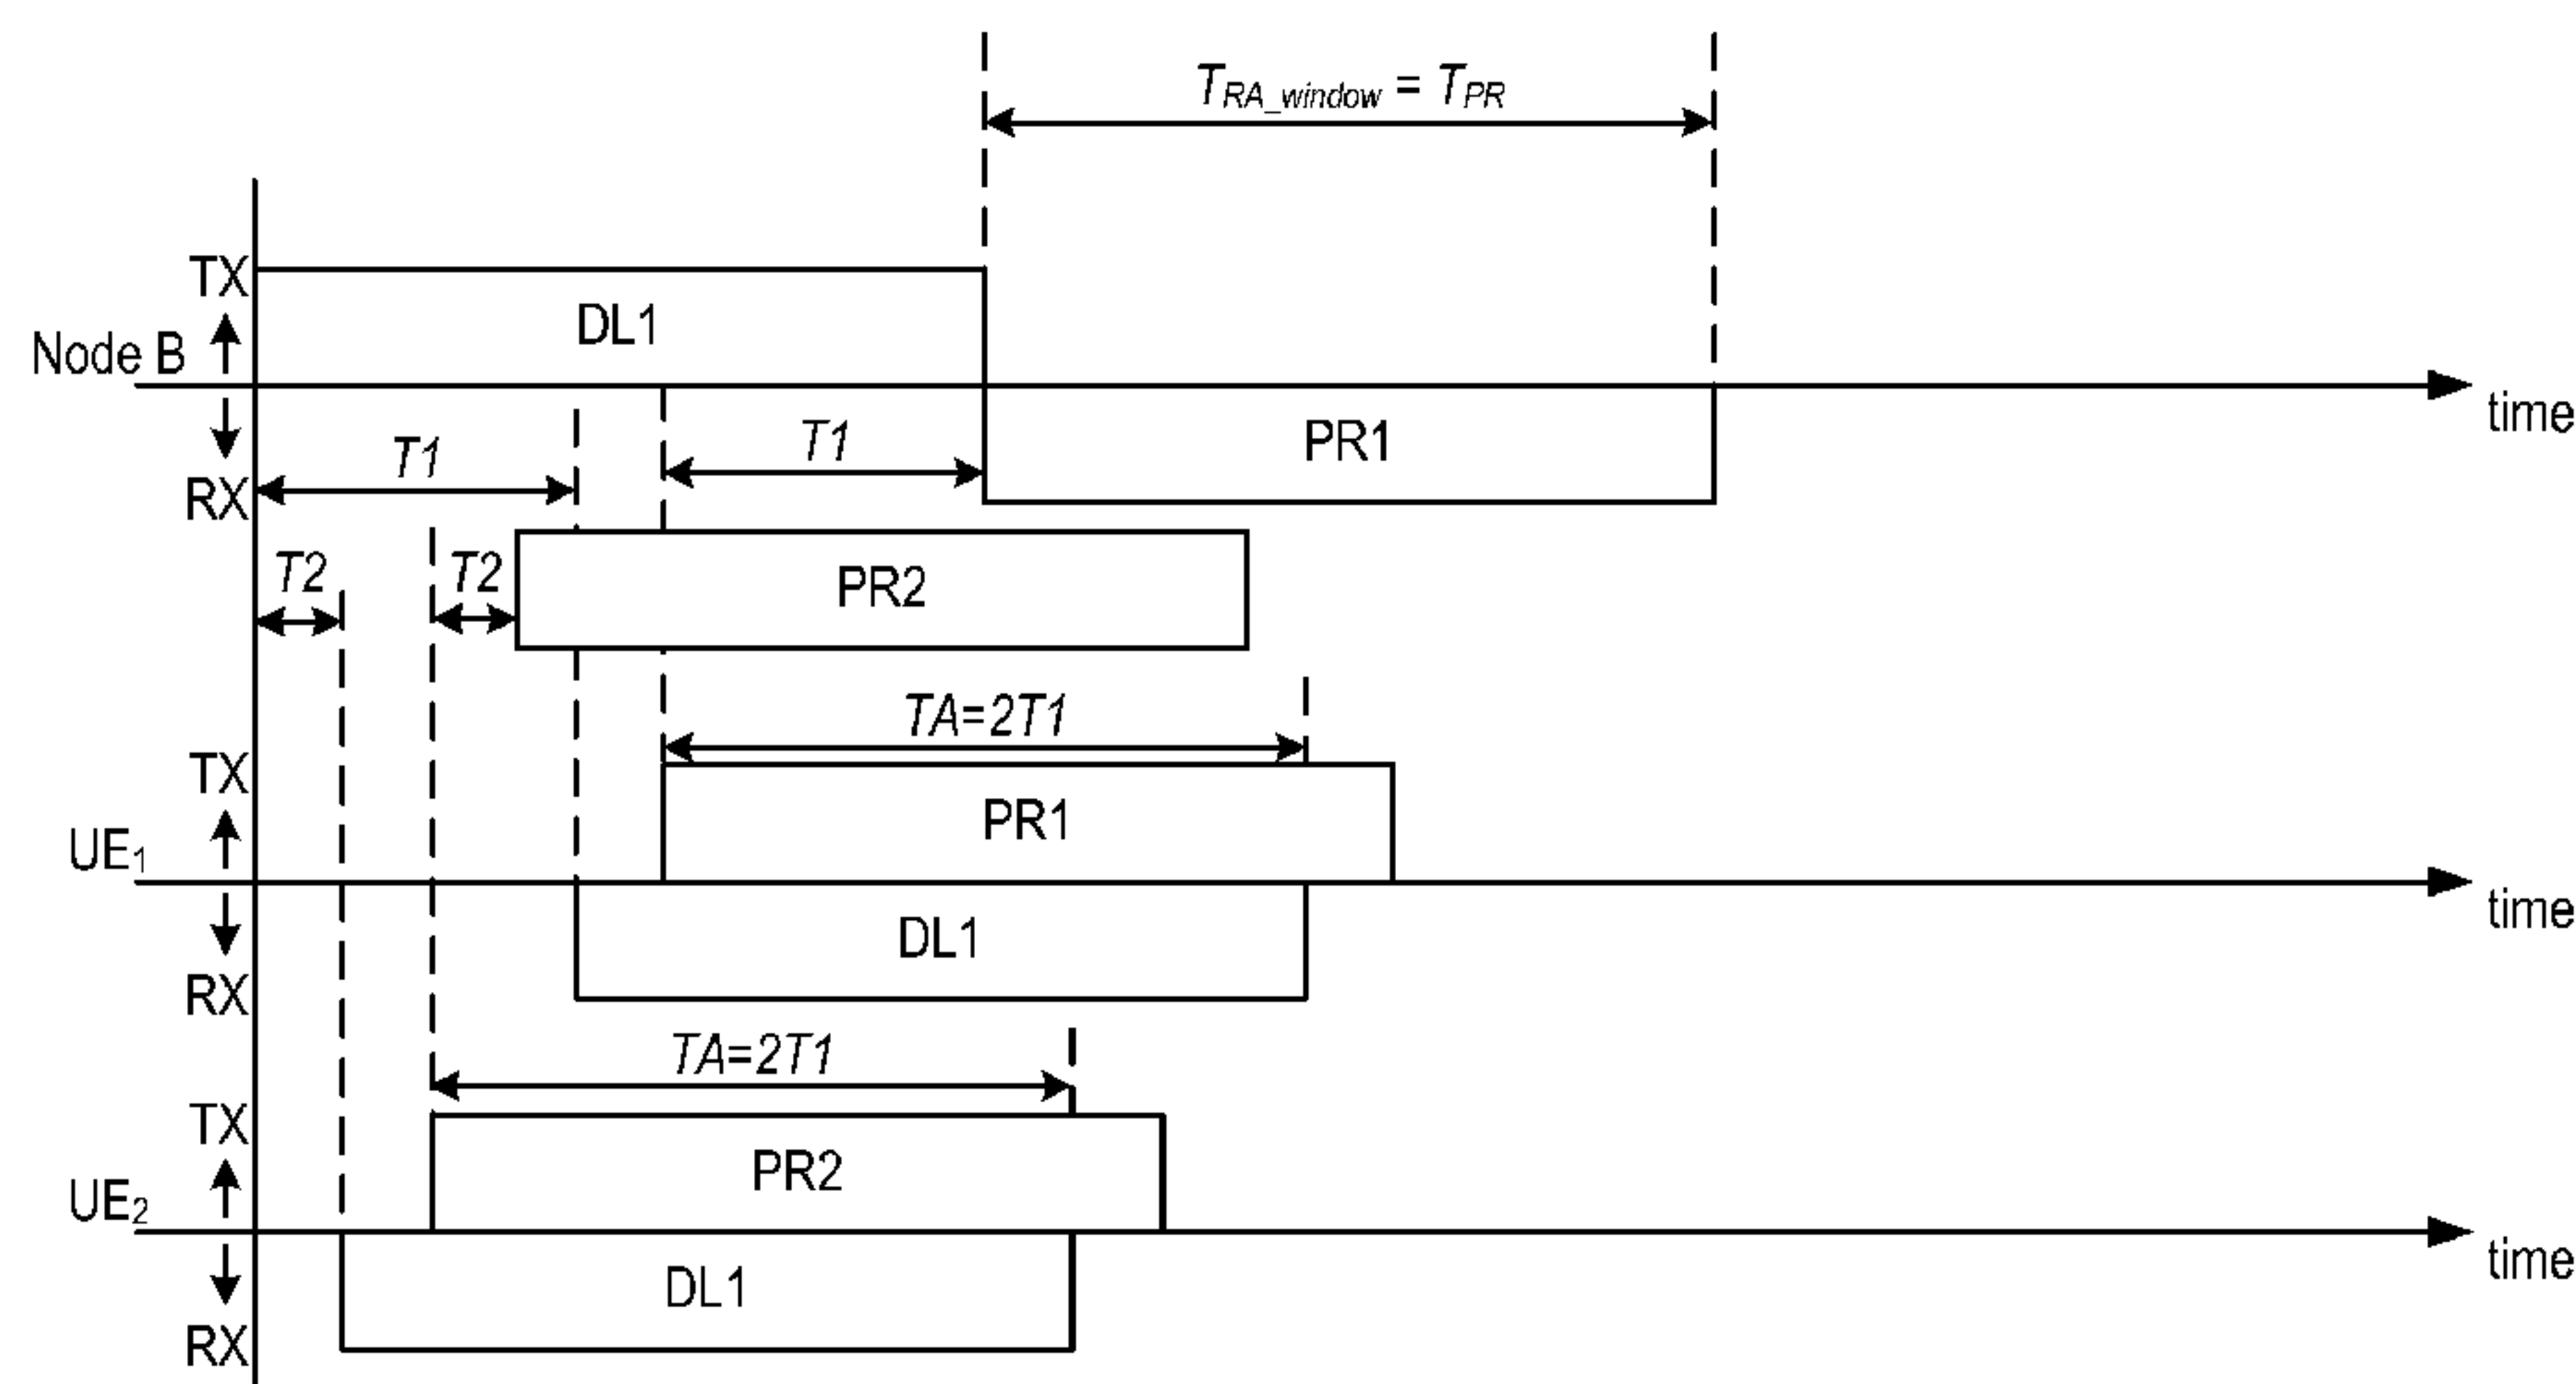 T_RA_window = T_PR
TX
DL1
Node B
time
T1
T1
PR1
RX
T2
T2
PR2
TA=2T1
TX
PR1
UE₁
time
DL1
RX
TA=2T1
TX
PR2
UE₂
time
DL1
RX